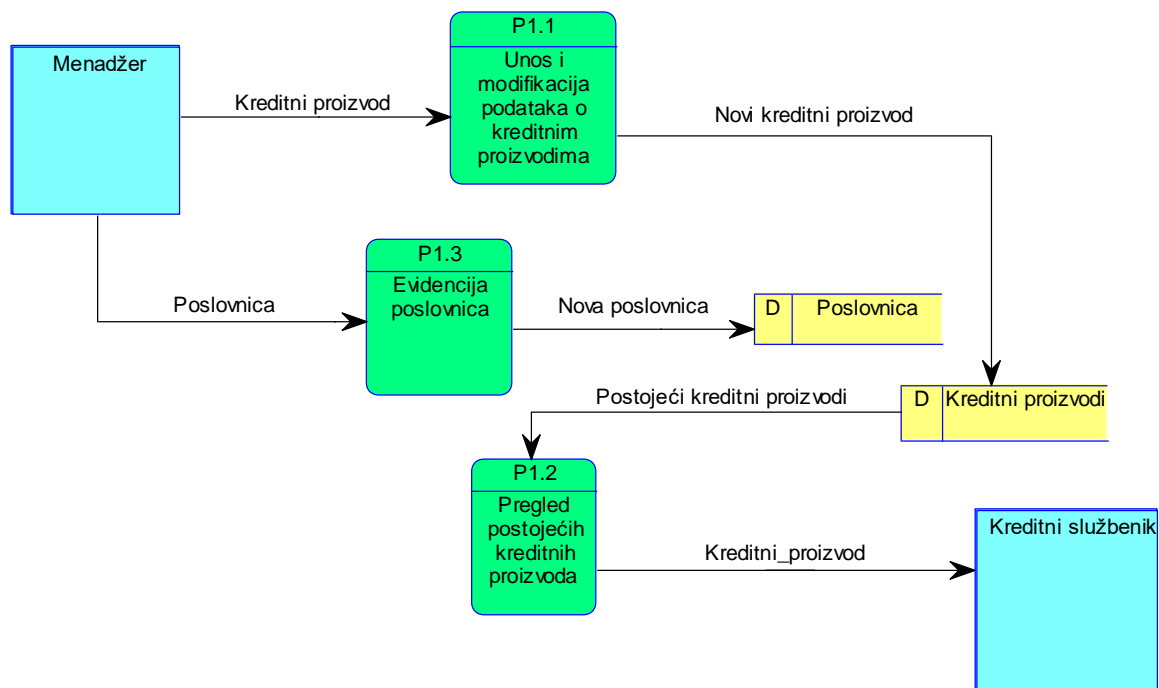 P1.1
Menadžer
Unos i
modifikacija
podataka o
kreditnim
proizvodima
Kreditni proizvod
Novi kreditni proizvod
P1.3
Evidencija
poslovnica
Poslovnica
Nova poslovnica
D Poslovnica
Postojeći kreditni proizvodi
D Kreditni proizvodi
P1.2
Pregled
postojećih
kreditnih
proizvoda
Kreditni_proizvod
Kreditni službenik